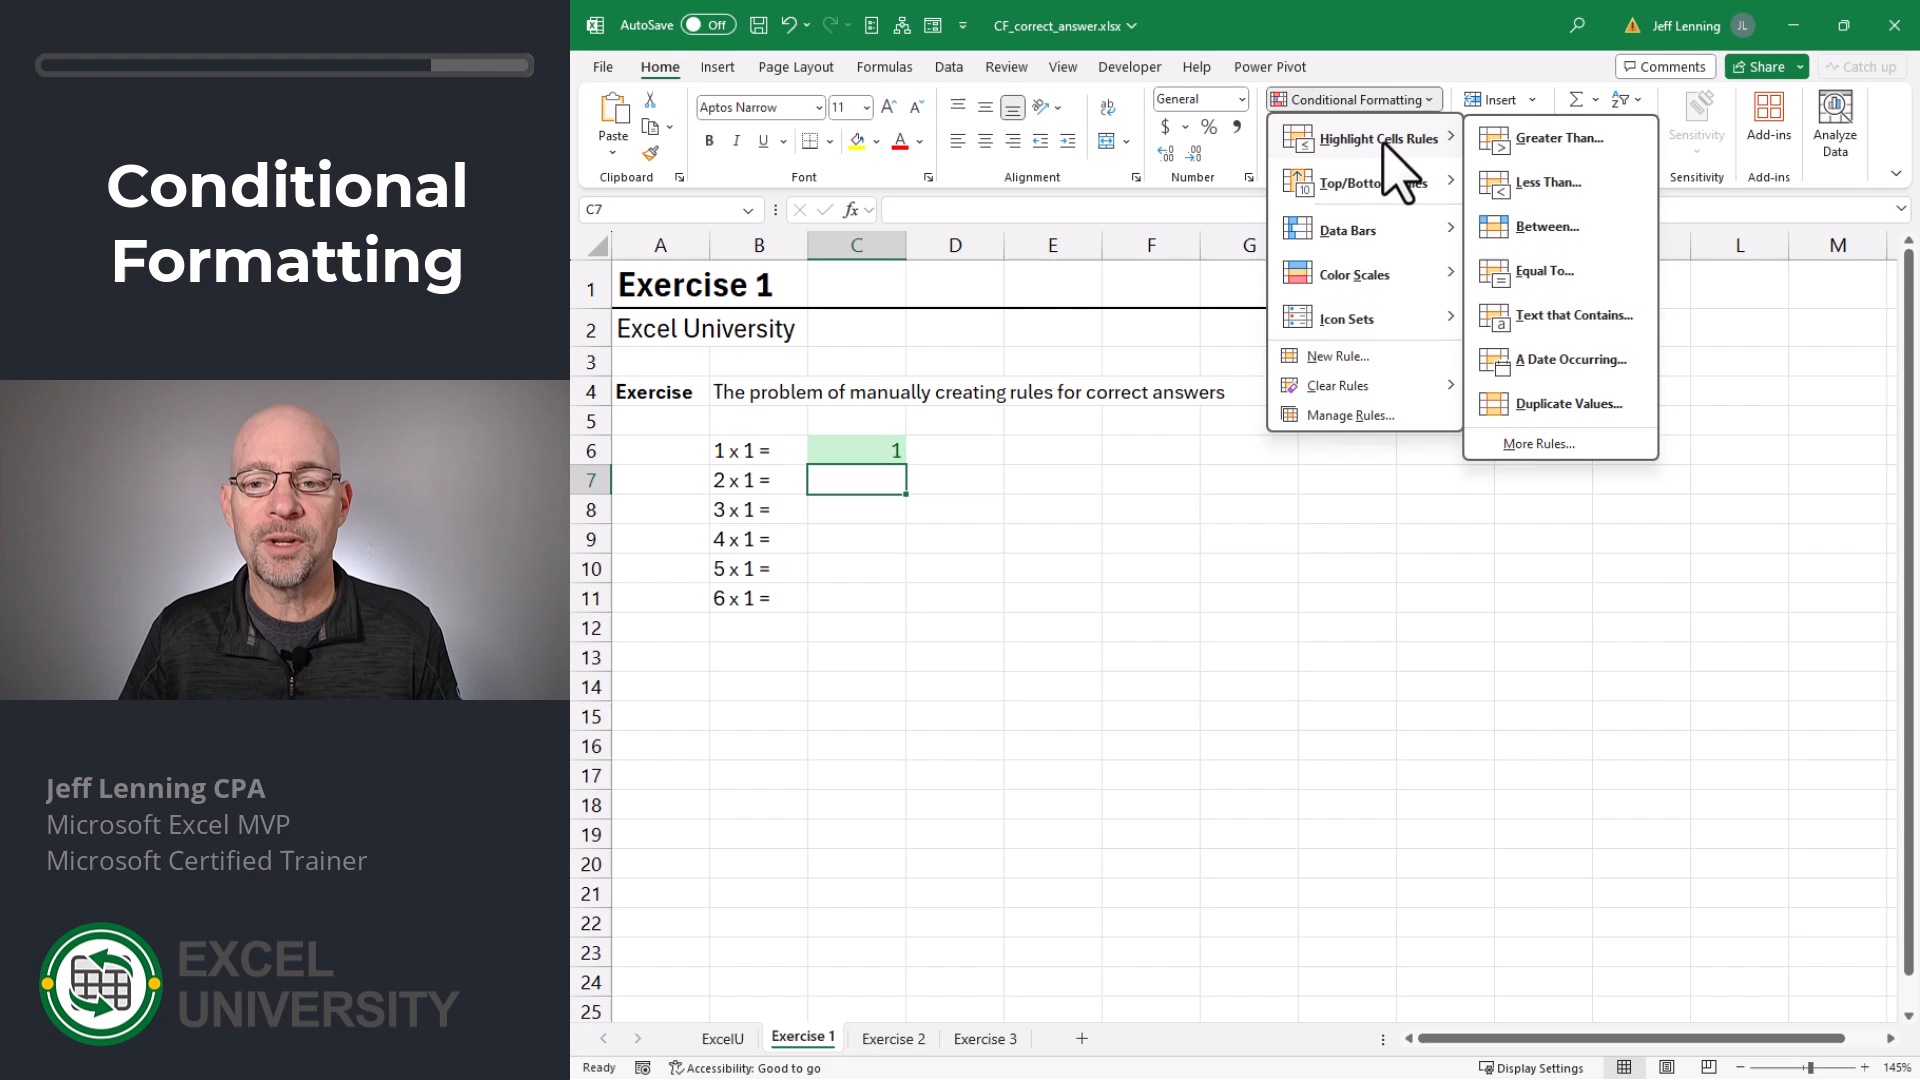 Conditional
Formatting
Jeff Lenning CPA
Microsoft Excel MVP
Microsoft Certified Trainer
EXCEL
UNIVERSITY
AutoSave Off CF_correct_answer.xlsx Jeff Lenning JL
File Home Insert Page Layout Formulas Data Review View Developer Help Power Pivot Comments Share Catch up
Paste
Clipboard
Aptos Narrow 11
B I U
Font
Alignment
General
$ % 9
Number
Conditional Formatting Insert
Sensitivity
Sensitivity
Add-ins
Add-ins
Analyze
Data
Highlight Cells Rules
Top/Botto
Data Bars
Color Scales
Icon Sets
New Rule...
Clear Rules
Manage Rules...
Greater Than...
Less Than...
Between...
Equal To...
Text that Contains...
A Date Occurring...
Duplicate Values...
More Rules...
C7 fx
A B C D E F G L M
1 Exercise 1
2 Excel University
3
4 Exercise The problem of manually creating rules for correct answers
5
6 1 x 1 = 1
7 2 x 1 =
8 3 x 1 =
9 4 x 1 =
10 5 x 1 =
11 6 x 1 =
12
13
14
15
16
17
18
19
20
21
22
23
24
25
ExcelU Exercise 1 Exercise 2 Exercise 3
Ready Accessibility: Good to go Display Settings 145%